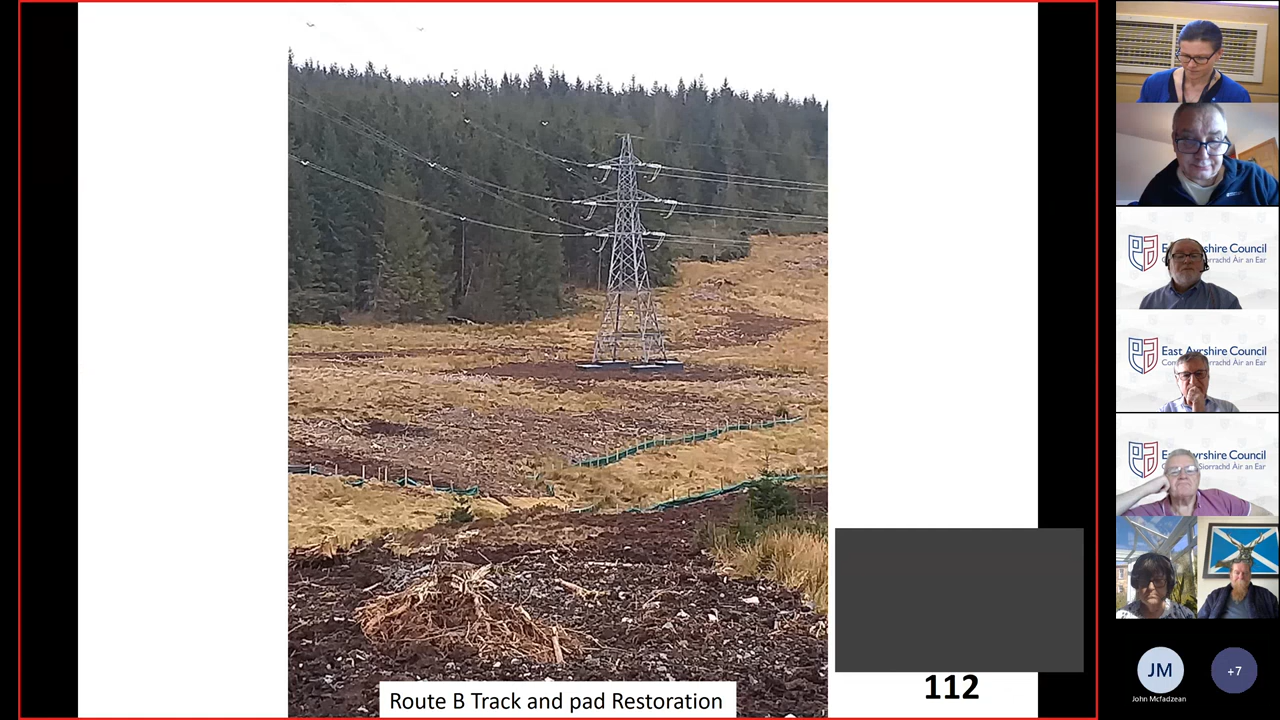 Route B Track and pad Restoration
112
East Ayrshire Council
East Ayrshire Council
East Ayrshire Council
JM
John Mcfadzean
+7